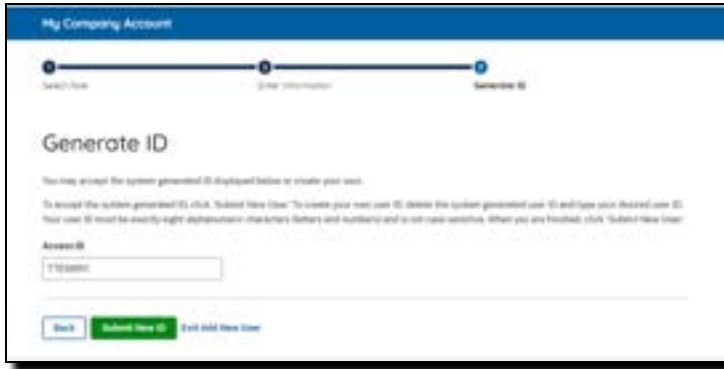 My Company Account
Select Role
Enter Information
Generate ID
Generate ID
You may accept the system generated ID displayed below or create your own.
To accept the system generated ID, click "Submit New User." To create your own user ID, delete the system generated user ID and type your desired user ID.
Your user ID must be exactly eight alphanumeric characters (letters and numbers) and is not case-sensitive. When you are finished, click "Submit New User.
Access ID
Back
Submit New ID
Exit Add New User